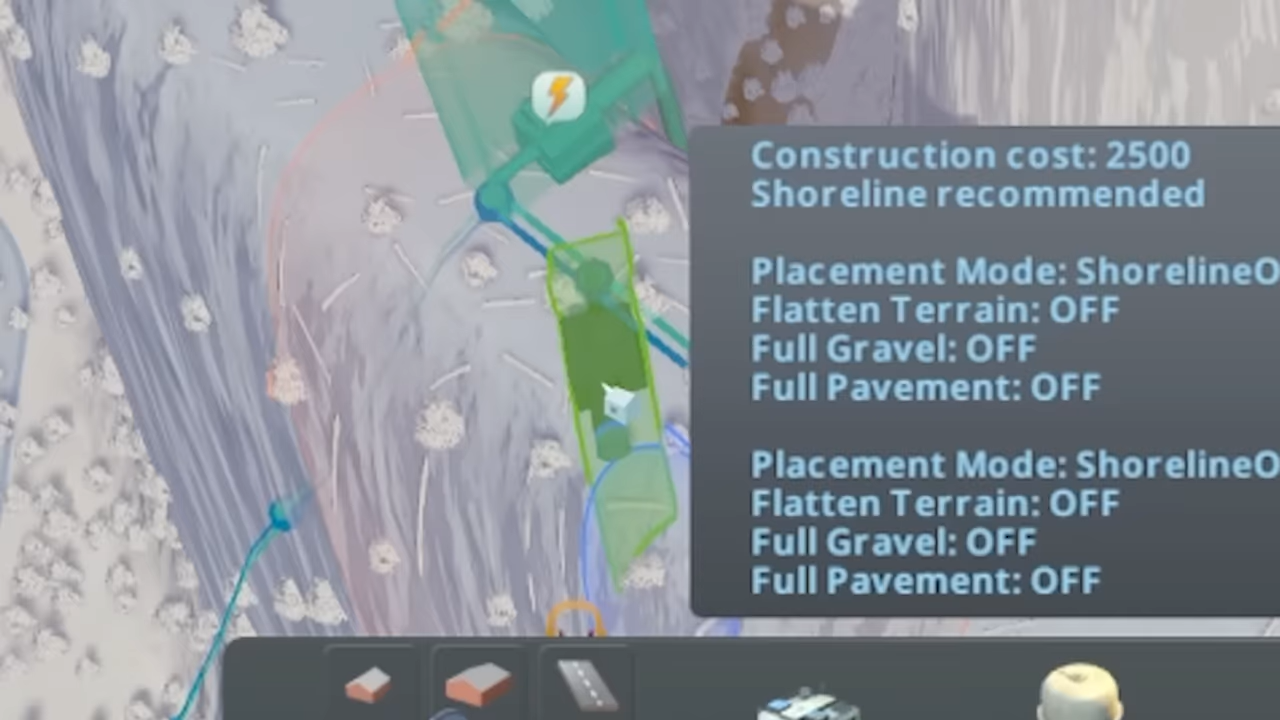 Construction cost: 2500
Shoreline recommended
Placement Mode: ShorelineO
Flatten Terrain: OFF
Full Gravel: OFF
Full Pavement: OFF
Placement Mode: ShorelineO
Flatten Terrain: OFF
Full Gravel: OFF
Full Pavement: OFF